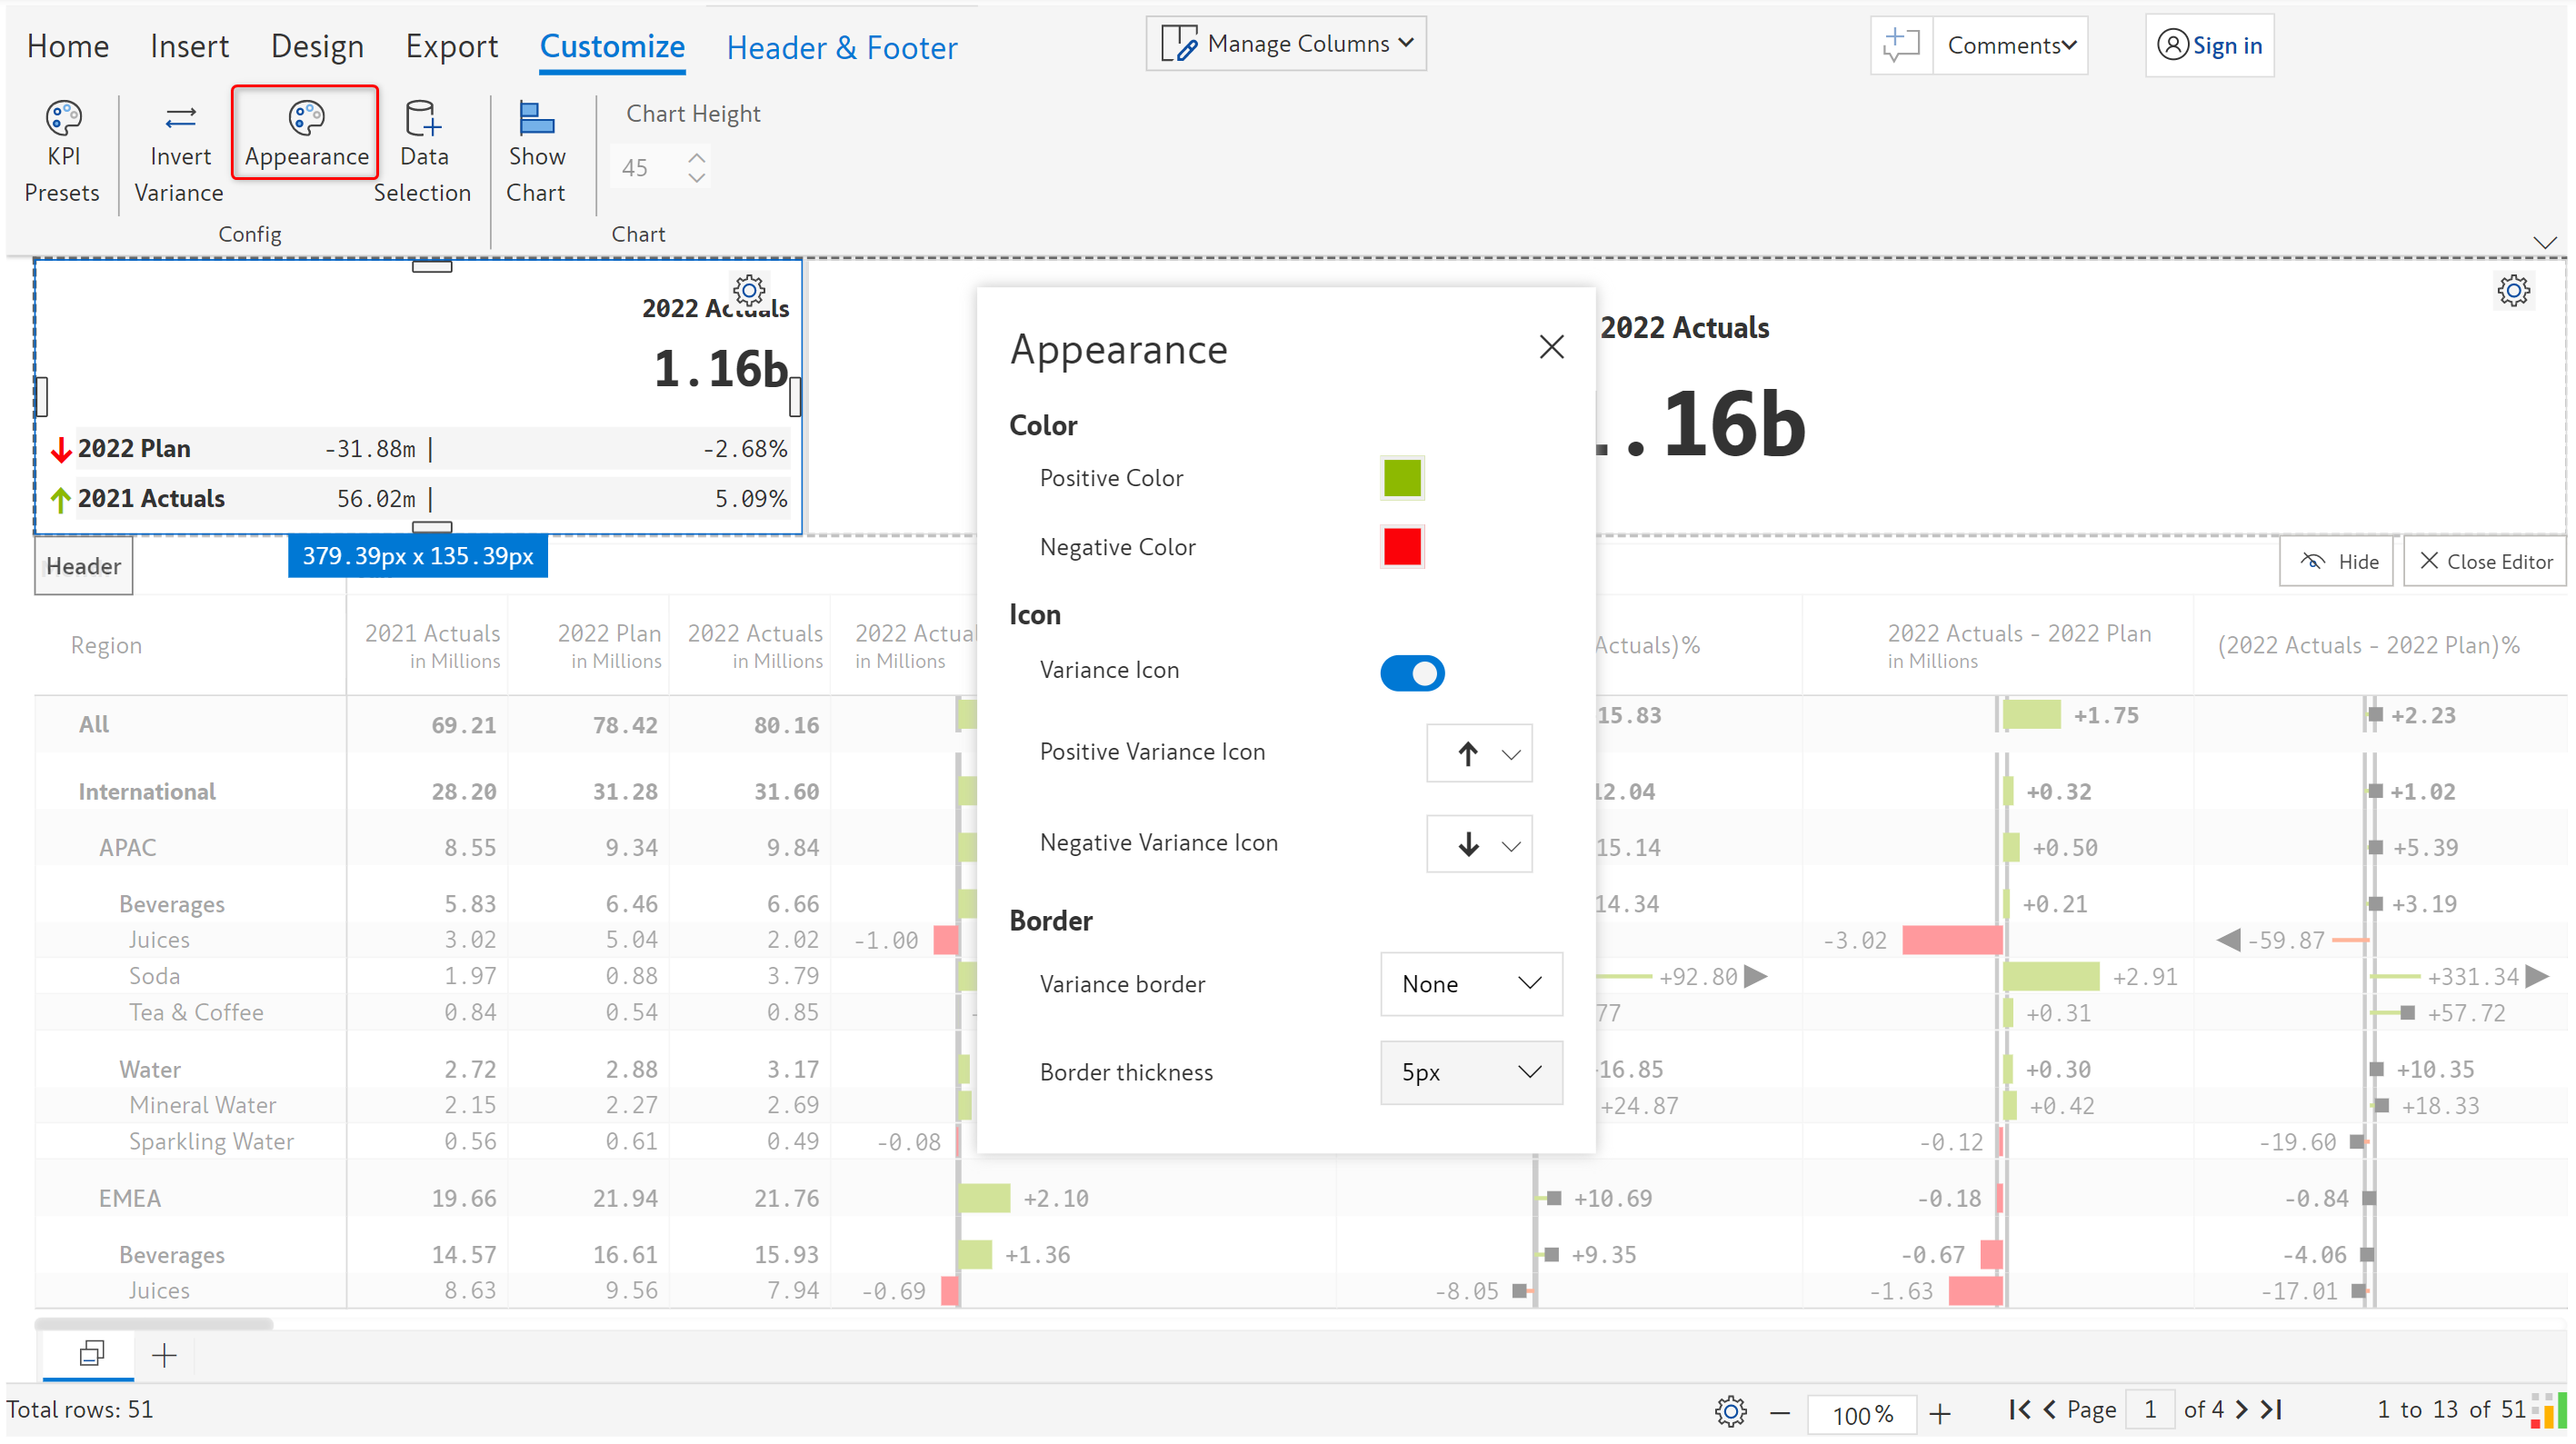 Home Insert Design Export Customize Header & Footer Manage Columns Comments Sign in
KPI Presets
Invert Variance
Appearance
Data Selection
Show Chart
Chart Height
45
Config
Chart
2022 Actuals
1.16b
2022 Plan -31.88m -2.68%
2021 Actuals 56.02m 5.09%
379.39px x 135.39px
2022 Actuals
.16b
Header
Hide
Close Editor
Appearance
Color
Positive Color
Negative Color
Icon
Variance Icon
Positive Variance Icon
Negative Variance Icon
Border
Variance border None
Border thickness 5px
Region 2021 Actuals in Millions 2022 Plan in Millions 2022 Actuals in Millions 2022 Actual in Millions Actuals)% 2022 Actuals - 2022 Plan in Millions (2022 Actuals - 2022 Plan)%
All 69.21 78.42 80.16 15.83 +1.75 +2.23
International 28.20 31.28 31.60 12.04 +0.32 +1.02
APAC 8.55 9.34 9.84 15.14 +0.50 +5.39
Beverages 5.83 6.46 6.66 14.34 +0.21 +3.19
Juices 3.02 5.04 2.02 -1.00 -3.02 -59.87
Soda 1.97 0.88 3.79 +92.80 +2.91 +331.34
Tea & Coffee 0.84 0.54 0.85 - 77 +0.31 +57.72
Water 2.72 2.88 3.17 16.85 +0.30 +10.35
Mineral Water 2.15 2.27 2.69 +24.87 +0.42 +18.33
Sparkling Water 0.56 0.61 0.49 -0.08 -0.12 -19.60
EMEA 19.66 21.94 21.76 +2.10 +10.69 -0.18 -0.84
Beverages 14.57 16.61 15.93 +1.36 +9.35 -0.67 -4.06
Juices 8.63 9.56 7.94 -0.69 -8.05 -1.63 -17.01
Total rows: 51
100%
Page 1 of 4
1 to 13 of 51